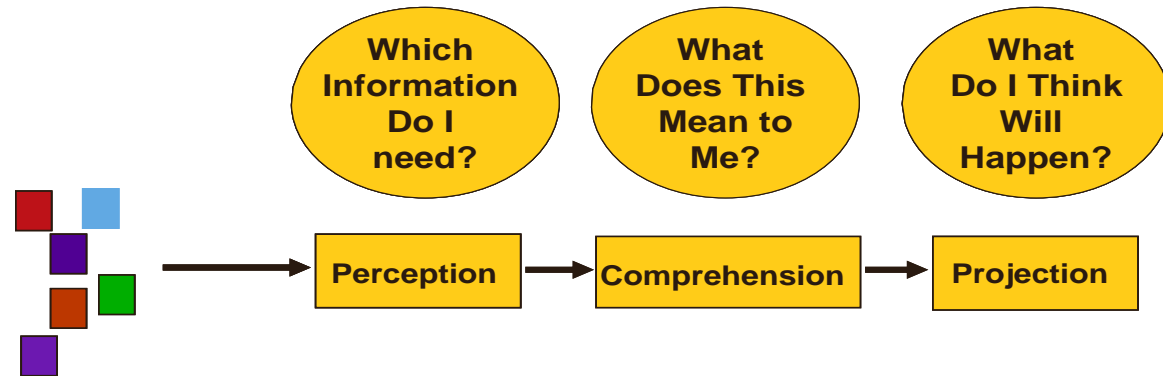 Which
Information
Do I
need?
What
Does This
Mean to
Me?
What
Do I Think
Will
Happen?
Perception
Comprehension
Projection